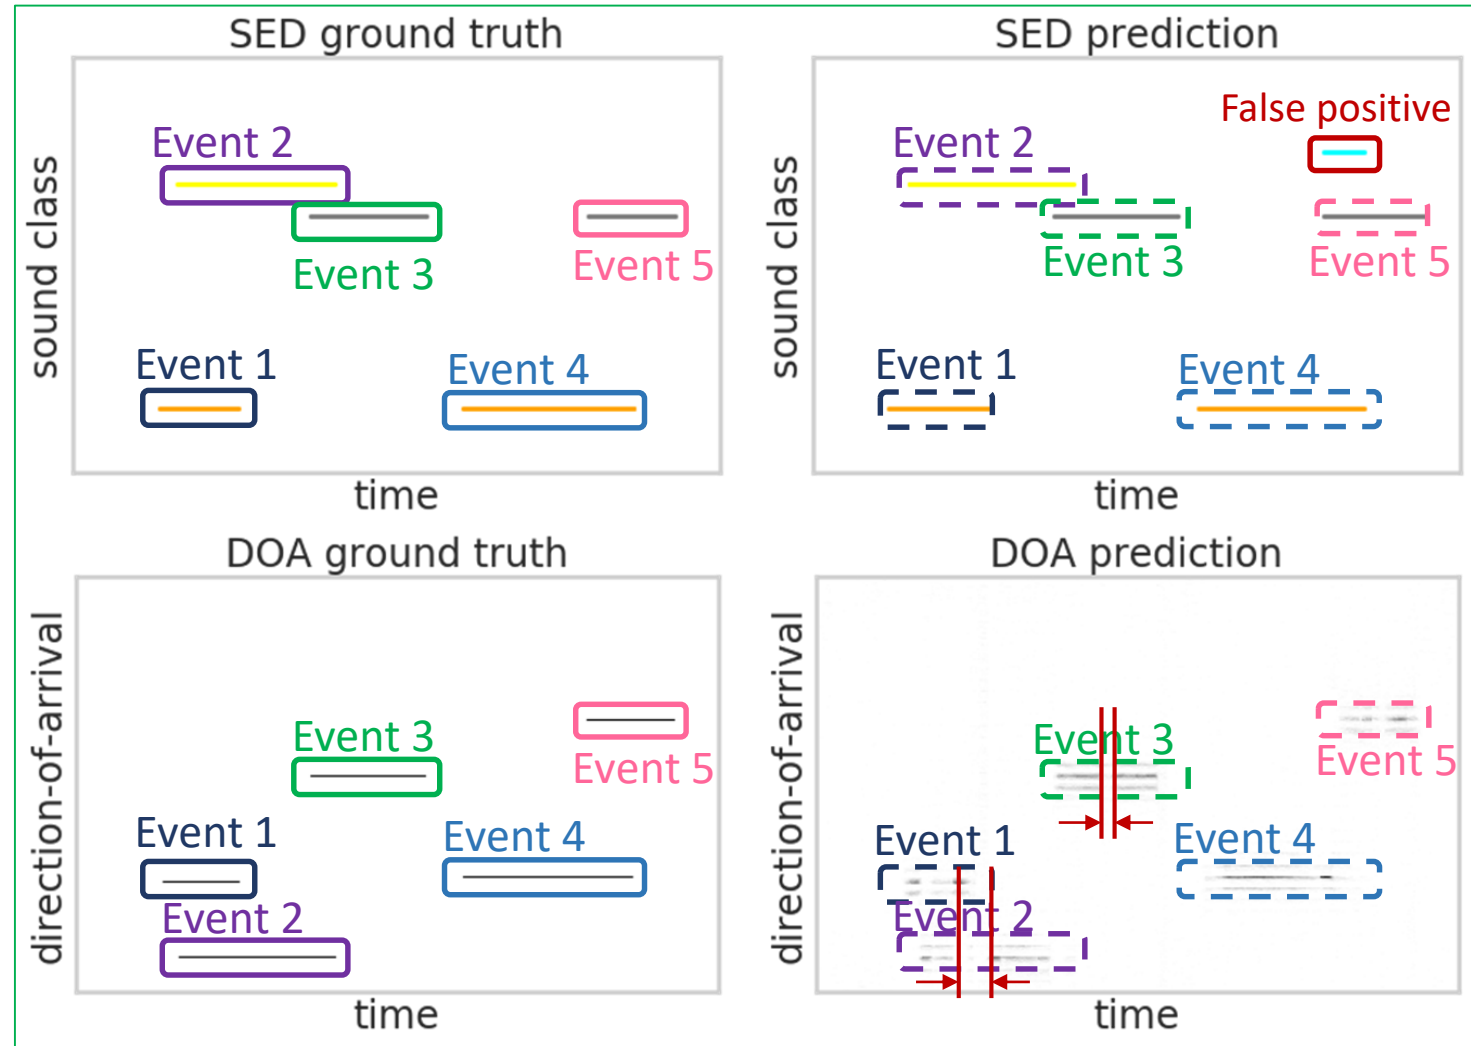 SED ground truth
Event 2
Event 3
Event 5
Event 1
Event 4
sound class
time
SED prediction
False positive
Event 2
Event 3
Event 5
Event 1
Event 4
sound class
time
DOA ground truth
Event 3
Event 5
Event 1
Event 4
Event 2
direction-of-arrival
time
DOA prediction
Event 3
Event 5
Event 1
Event 4
Event 2
direction-of-arrival
time